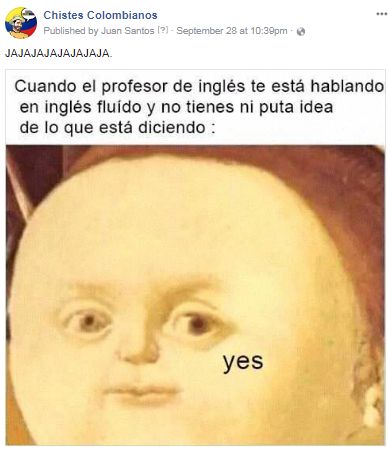 Chistes Colombianos
Published by Juan Santos [?] · September 28 at 10:39pm ·
JAJAJAJAJAJAJAJA.
Cuando el profesor de inglés te está hablando
en inglés fluído y no tienes ni puta idea
de lo que está diciendo :
yes